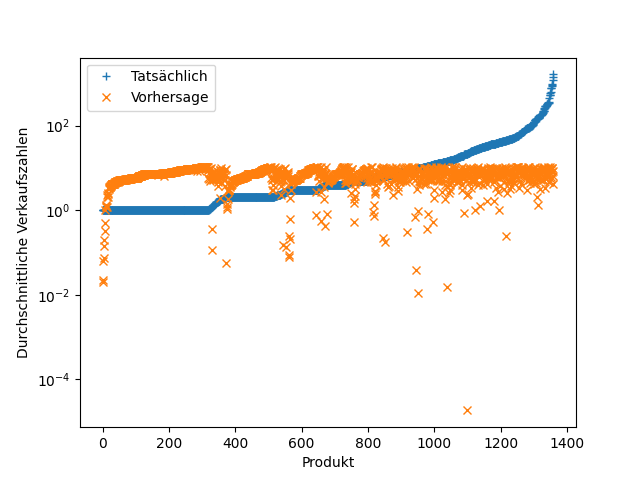 Tatsächlich
Vorhersage
Durchschnittliche Verkaufszahlen
10^2
10^0
10^-2
10^-4
0 200 400 600 800 1000 1200 1400
Produkt